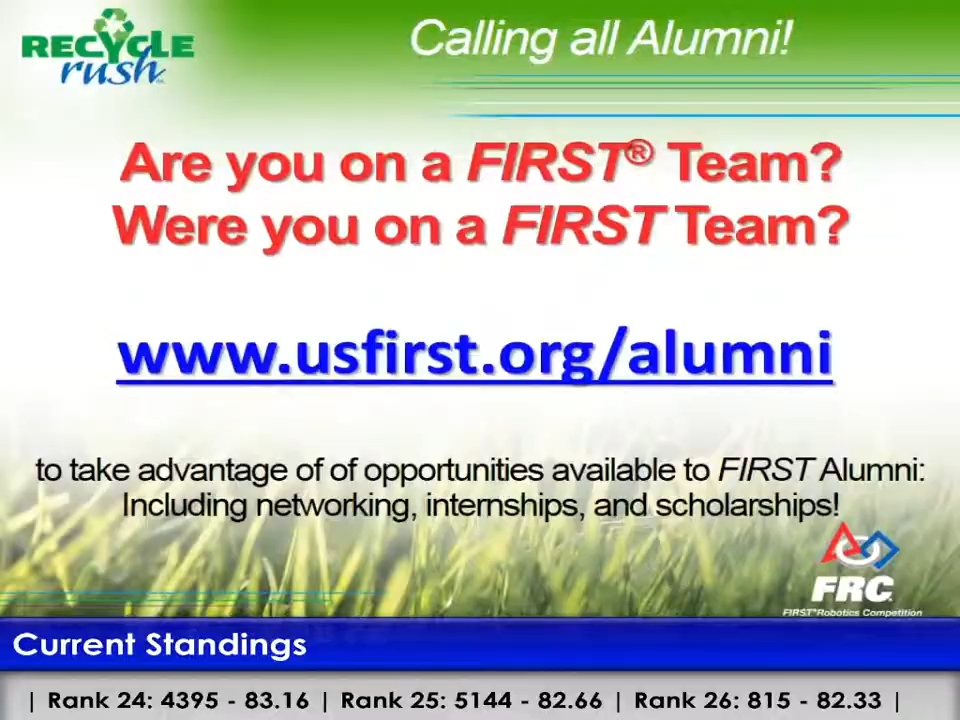 RECYCLE
rush
Calling all Alumni!
Are you on a FIRST® Team?
Were you on a FIRST Team?
www.usfirst.org/alumni
to take advantage of of opportunities available to FIRST Alumni:
Including networking, internships, and scholarships!
FRC
FIRST®Robotics Competition
Current Standings
| Rank 24: 4395 - 83.16 | Rank 25: 5144 - 82.66 | Rank 26: 815 - 82.33 |